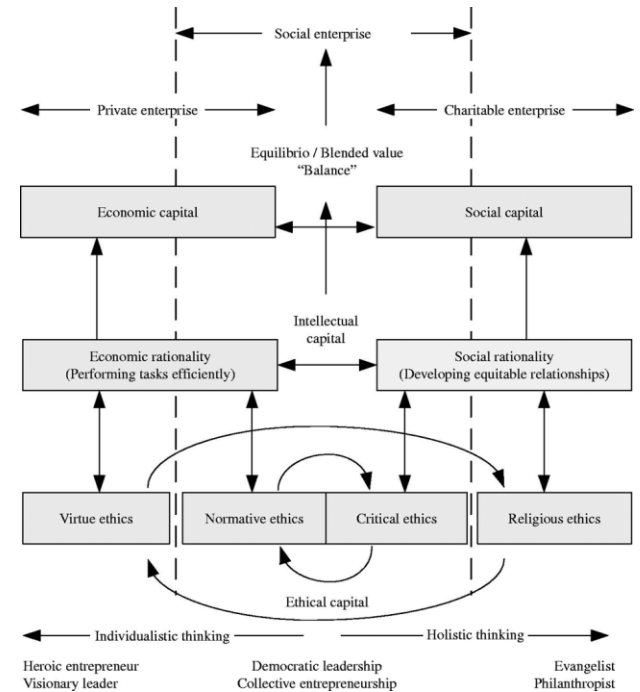 Social enterprise
Private enterprise
Charitable enterprise
Equilibrio / Blended value
“Balance”
Economic capital
Social capital
Intellectual
capital
Economic rationality
(Performing tasks efficiently)
Social rationality
(Developing equitable relationships)
Virtue ethics
Normative ethics
Critical ethics
Religious ethics
Ethical capital
Individualistic thinking
Holistic thinking
Heroic entrepreneur
Visionary leader
Democratic leadership
Collective entrepreneurship
Evangelist
Philanthropist